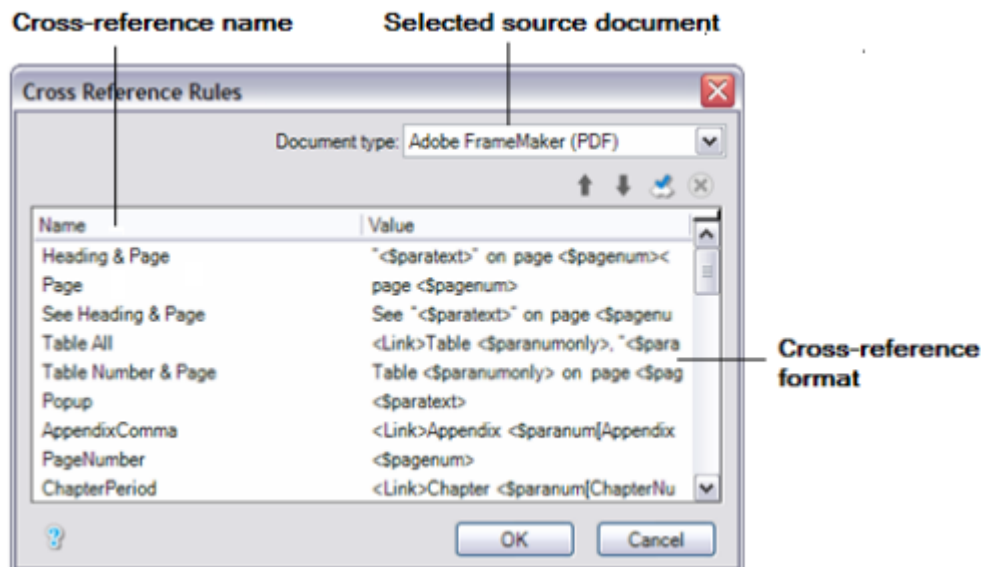 Cross-reference name Selected source document
Cross Reference Rules
Document type: Adobe FrameMaker (PDF)
Name Value
Heading & Page "<$paratext>" on page <$pagenum><
Page page <$pagenum>
See Heading & Page See "<$paratext>" on page <$pagenu
Table All <Link>Table <$paranumonly>, "<$para
Table Number & Page Table <$paranumonly> on page <$pag
Popup <$paratext>
AppendixComma <Link>Appendix <$paranum[Appendix
PageNumber <$pagenum>
ChapterPeriod <Link>Chapter <$paranum[ChapterNu
Cross-reference
format
OK Cancel